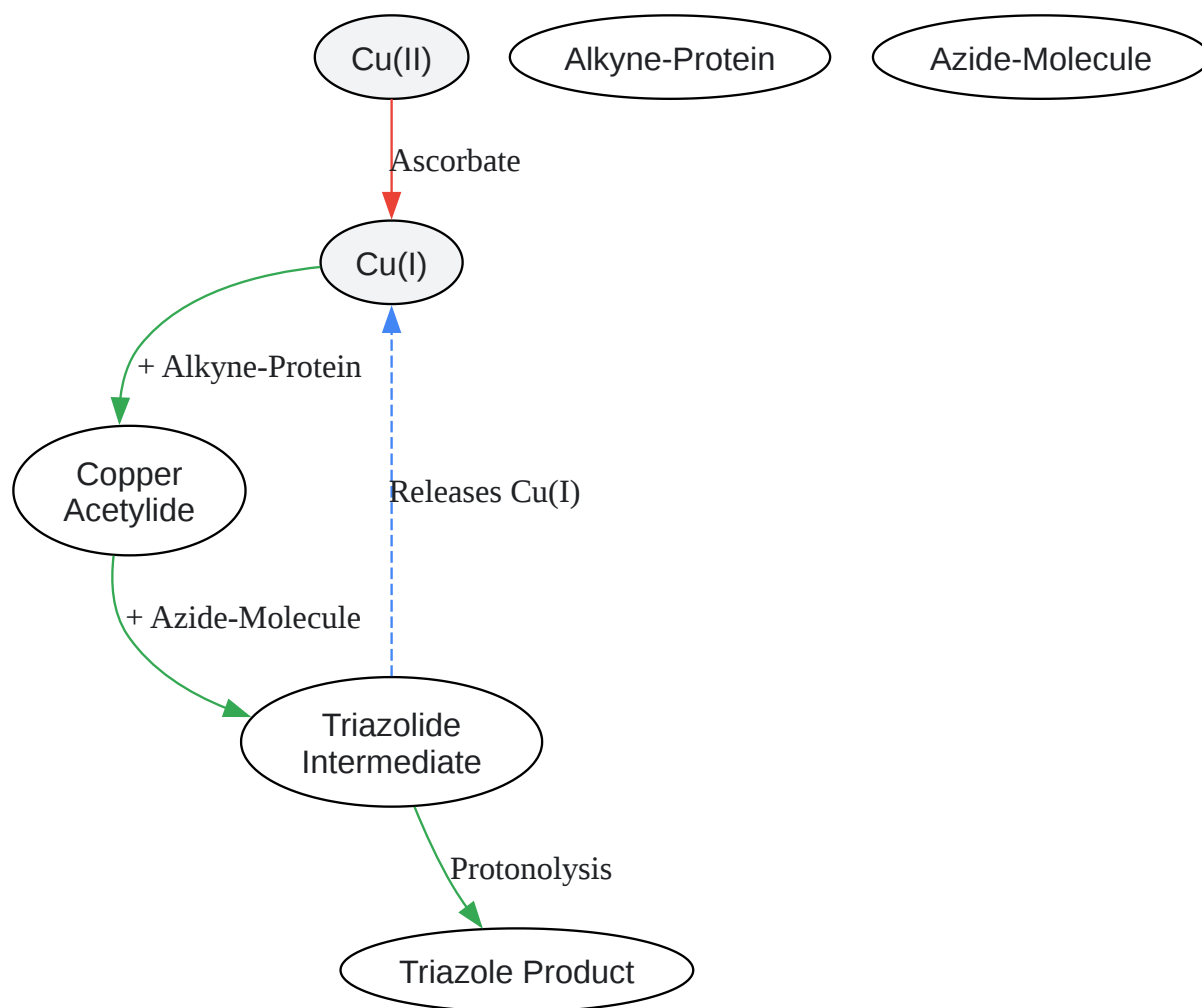 Cu(II)
Alkyne-Protein
Azide-Molecule
Ascorbate
Cu(I)
+ Alkyne-Protein
Copper
Acetylide
Releases Cu(I)
+ Azide-Molecule
Triazolide
Intermediate
Protonolysis
Triazole Product